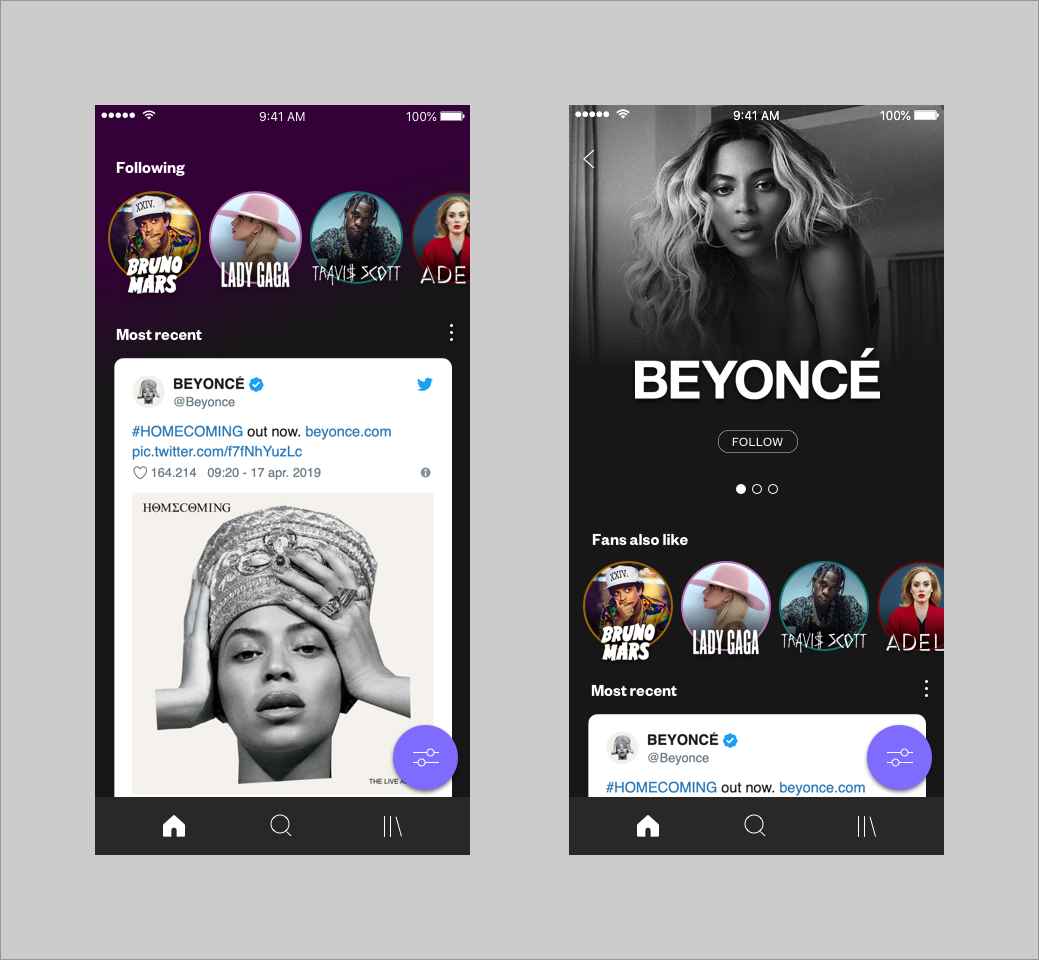 9:41 AM
100%
Following
XXIV.
BRUNO
MARS
LADY GAGA
TRAVI$ SCOTT
ADE
Most recent
BEYONCÉ
@Beyonce
#HOMECOMING out now. beyonce.com
pic.twitter.com/f7fNhYuzLc
164.214 09:20 - 17 apr. 2019
HΘMΣCΘMING
THE LIVE A
9:41 AM
100%
BEYONCÉ
FOLLOW
Fans also like
XXIV.
BRUNO
MARS
LADY GAGA
TRAVI$ SCOTT
ADEL
Most recent
BEYONCÉ
@Beyonce
#HOMECOMING out now. beyonce.com